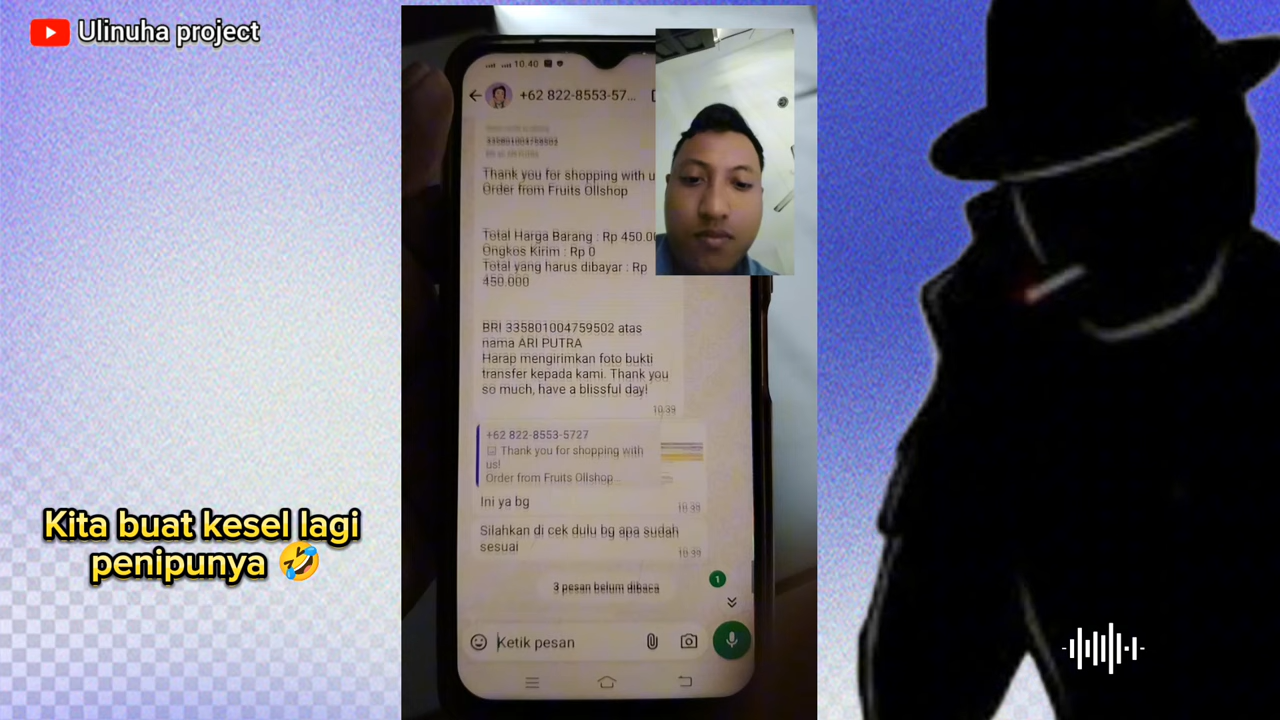 Ulinuha project
10.40
+62 822-8553-57...
335801004759502
Thank you for shopping with u
Order from Fruits Ollshop
Total Harga Barang : Rp 450.00
Ongkos Kirim : Rp 0
Total yang harus dibayar : Rp
450.000
BRI 335801004759502 atas
nama ARI PUTRA
Harap mengirimkan foto bukti
transfer kepada kami. Thank you
so much, have a blissful day!
10.39
+62 822-8553-5727
Thank you for shopping with
us!
Order from Fruits Ollshop...
Ini ya bg
10.39
Silahkan di cek dulu bg apa sudah
sesuai
10.39
3 pesan belum dibaca
1
Ketik pesan
Kita buat kesel lagi
penipunya 🤣